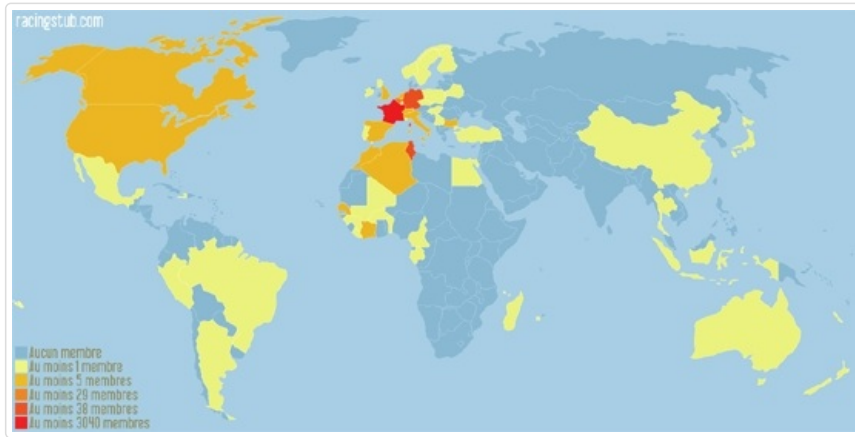 racingstub.com
Aucun membre
Au moins 1 membre
Au moins 5 membres
Au moins 29 membres
Au moins 38 membres
Au moins 3040 membres